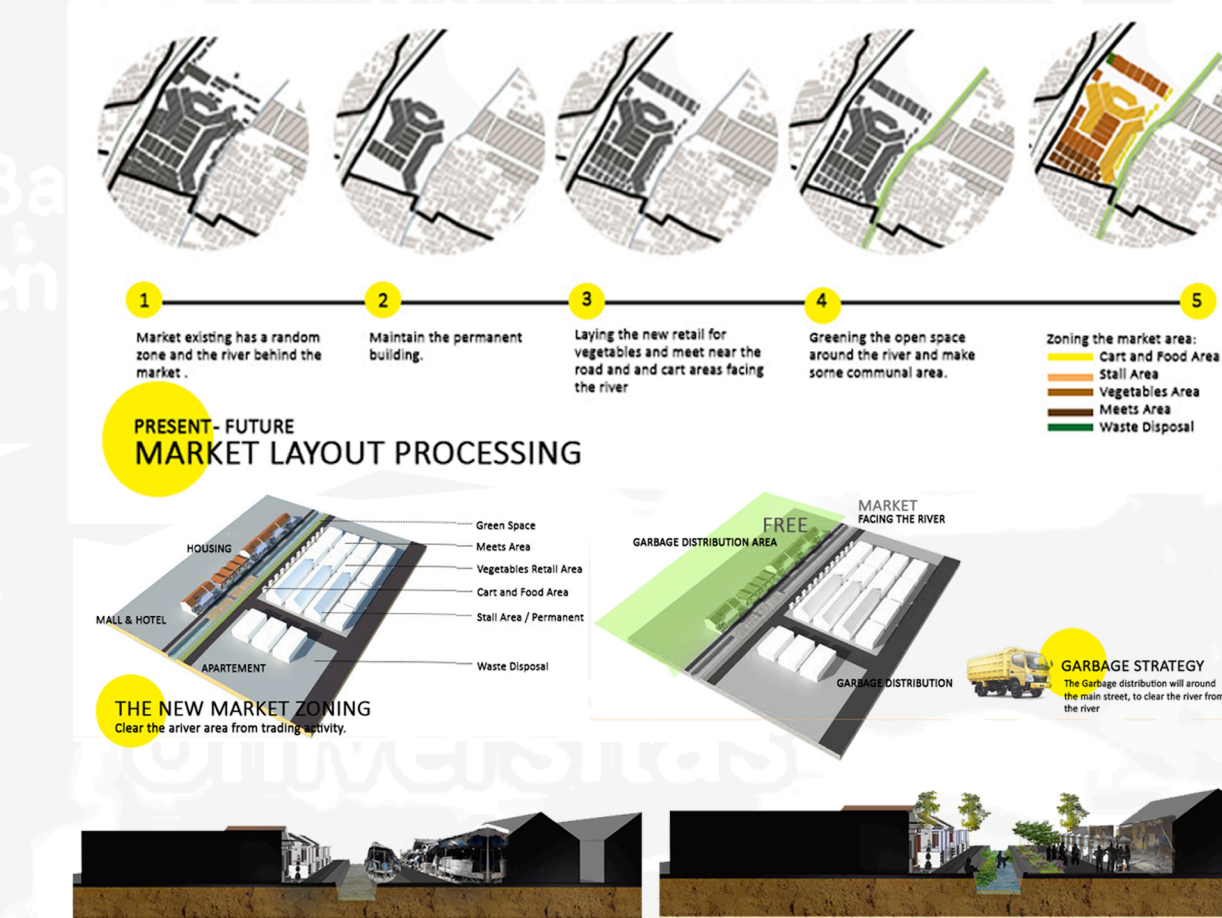 1
2
3
4
5
Market existing has a random
zone and the river behind the
market .
Maintain the permanent
building.
Laying the new retail for
vegetables and meet near the
road and and cart areas facing
the river
Greening the open space
around the river and make
some communal area.
Zoning the market area:
Cart and Food Area
Stall Area
Vegetables Area
Meets Area
Waste Disposal
PRESENT - FUTURE
MARKET LAYOUT PROCESSING
HOUSING
MALL & HOTEL
APARTEMENT
Green Space
Meets Area
Vegetables Retail Area
Cart and Food Area
Stall Area / Permanent
Waste Disposal
THE NEW MARKET ZONING
Clear the ariver area from trading activity.
FREE
GARBAGE DISTRIBUTION AREA
MARKET
FACING THE RIVER
GARBAGE DISTRIBUTION
GARBAGE STRATEGY
The Garbage distribution will around
the main street, to clear the river from
the river
Universitas